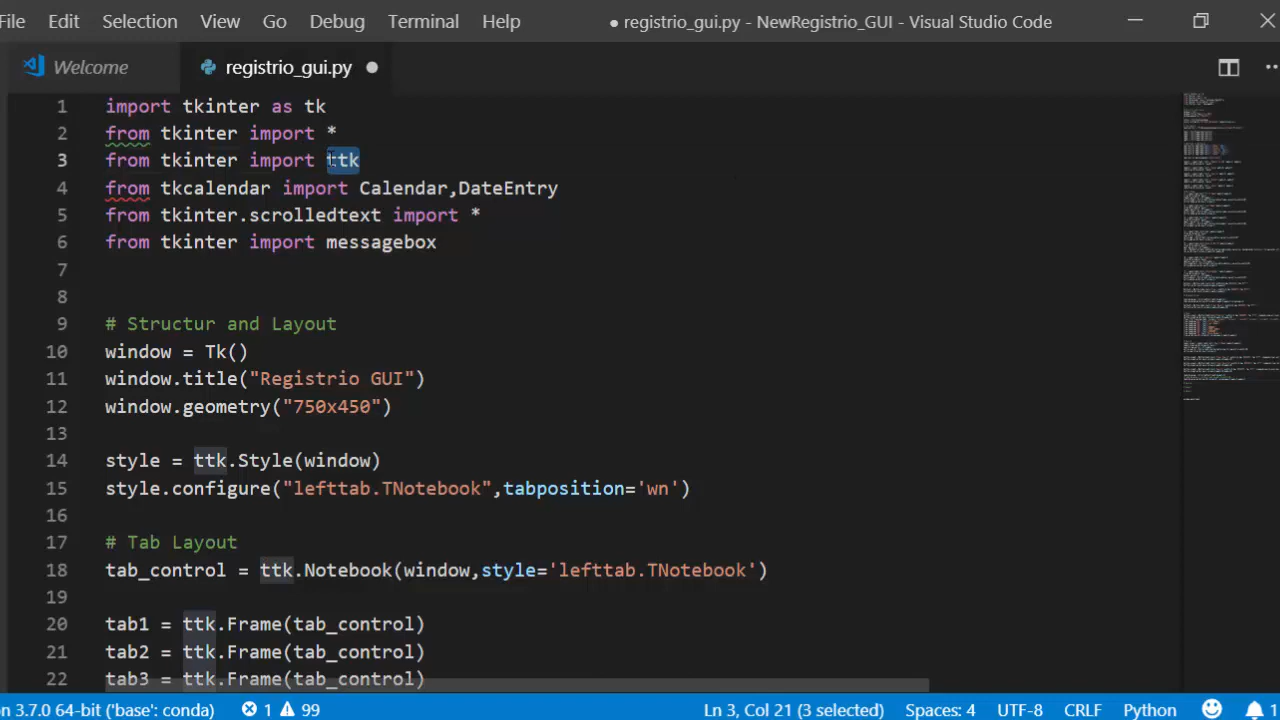 File Edit Selection View Go Debug Terminal Help ● registrio_gui.py - NewRegistrio_GUI - Visual Studio Code
Welcome registrio_gui.py
1 import tkinter as tk
2 from tkinter import *
3 from tkinter import ttk
4 from tkcalendar import Calendar,DateEntry
5 from tkinter.scrolledtext import *
6 from tkinter import messagebox
7
8
9 # Structur and Layout
10 window = Tk()
11 window.title("Registrio GUI")
12 window.geometry("750x450")
13
14 style = ttk.Style(window)
15 style.configure("lefttab.TNotebook",tabposition='wn')
16
17 # Tab Layout
18 tab_control = ttk.Notebook(window,style='lefttab.TNotebook')
19
20 tab1 = ttk.Frame(tab_control)
21 tab2 = ttk.Frame(tab_control)
22 tab3 = ttk.Frame(tab_control)
n 3.7.0 64-bit ('base': conda) 1 99 Ln 3, Col 21 (3 selected) Spaces: 4 UTF-8 CRLF Python 1